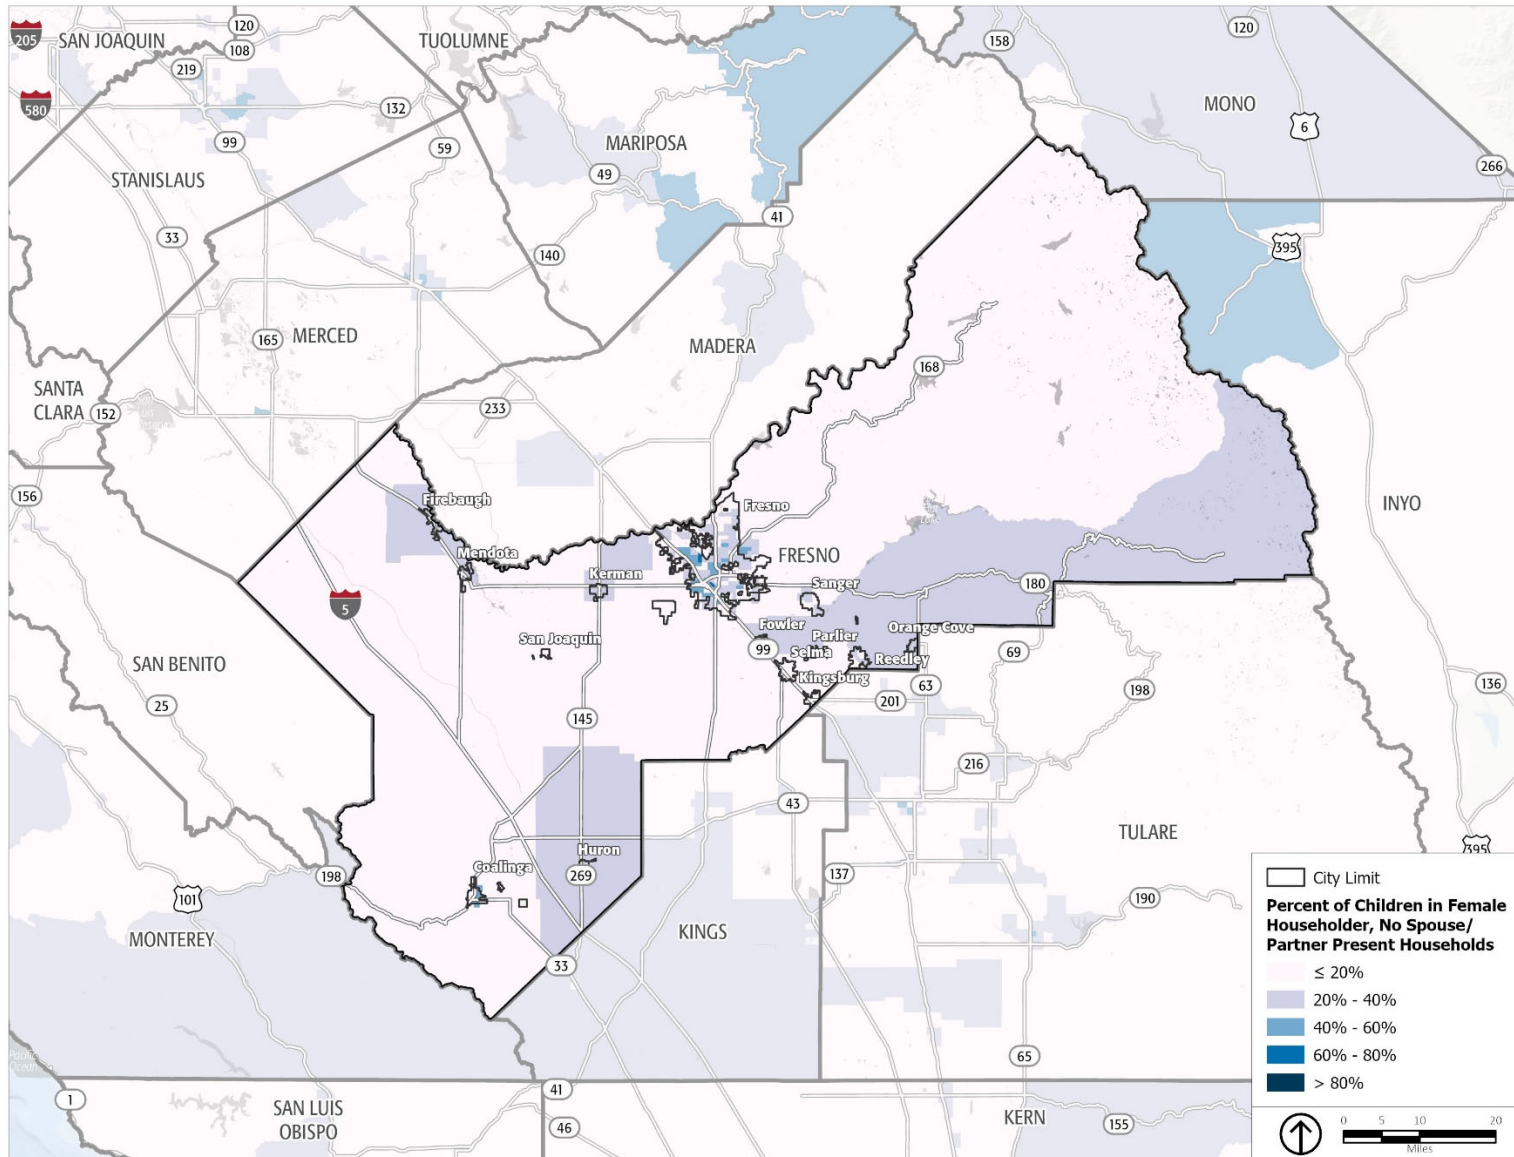 205
SAN JOAQUIN
120
108
219
TUOLUMNE
158
120
580
132
MONO
6
99
59
MARIPOSA
49
266
STANISLAUS
33
41
140
395
165
MERCED
MADERA
168
SANTA
CLARA
152
233
156
Firebaugh
Fresno
INYO
Mendota
FRESNO
Kerman
Sanger
180
5
Fowler
Parlier
Orange Cove
San Joaquin
99
Selma
Reedley
69
SAN BENITO
Kingsburg
63
198
136
25
201
145
216
43
TULARE
395
Huron
Coalinga
198
269
137
101
190
MONTEREY
KINGS
33
65
Pacific
Ocean
1
41
SAN LUIS
OBISPO
46
KERN
155
City Limit
Percent of Children in Female
Householder, No Spouse/
Partner Present Households
≤ 20%
20% - 40%
40% - 60%
60% - 80%
> 80%
0 5 10 20
Miles